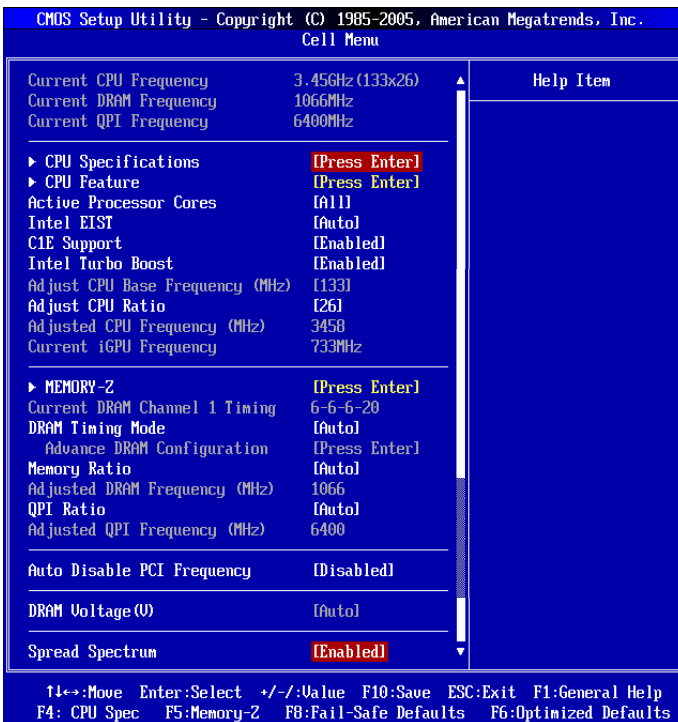 CMOS Setup Utility - Copyright (C) 1985-2005, American Megatrends, Inc.
Cell Menu
Help Item
Current CPU Frequency 3.45GHz(133x26)
Current DRAM Frequency 1066MHz
Current QPI Frequency 6400MHz
▶ CPU Specifications [Press Enter]
▶ CPU Feature [Press Enter]
Active Processor Cores [All]
Intel EIST [Auto]
C1E Support [Enabled]
Intel Turbo Boost [Enabled]
Adjust CPU Base Frequency (MHz) [133]
Adjust CPU Ratio [26]
Adjusted CPU Frequency (MHz) 3458
Current iGPU Frequency 733MHz
▶ MEMORY-Z [Press Enter]
Current DRAM Channel 1 Timing 6-6-6-20
DRAM Timing Mode [Auto]
Advance DRAM Configuration [Press Enter]
Memory Ratio [Auto]
Adjusted DRAM Frequency (MHz) 1066
QPI Ratio [Auto]
Adjusted QPI Frequency (MHz) 6400
Auto Disable PCI Frequency [Disabled]
DRAM Voltage(V) [Auto]
Spread Spectrum [Enabled]
↑↓↔:Move Enter:Select +/-/:Value F10:Save ESC:Exit F1:General Help
F4: CPU Spec F5:Memory-Z F8:Fail-Safe Defaults F6:Optimized Defaults